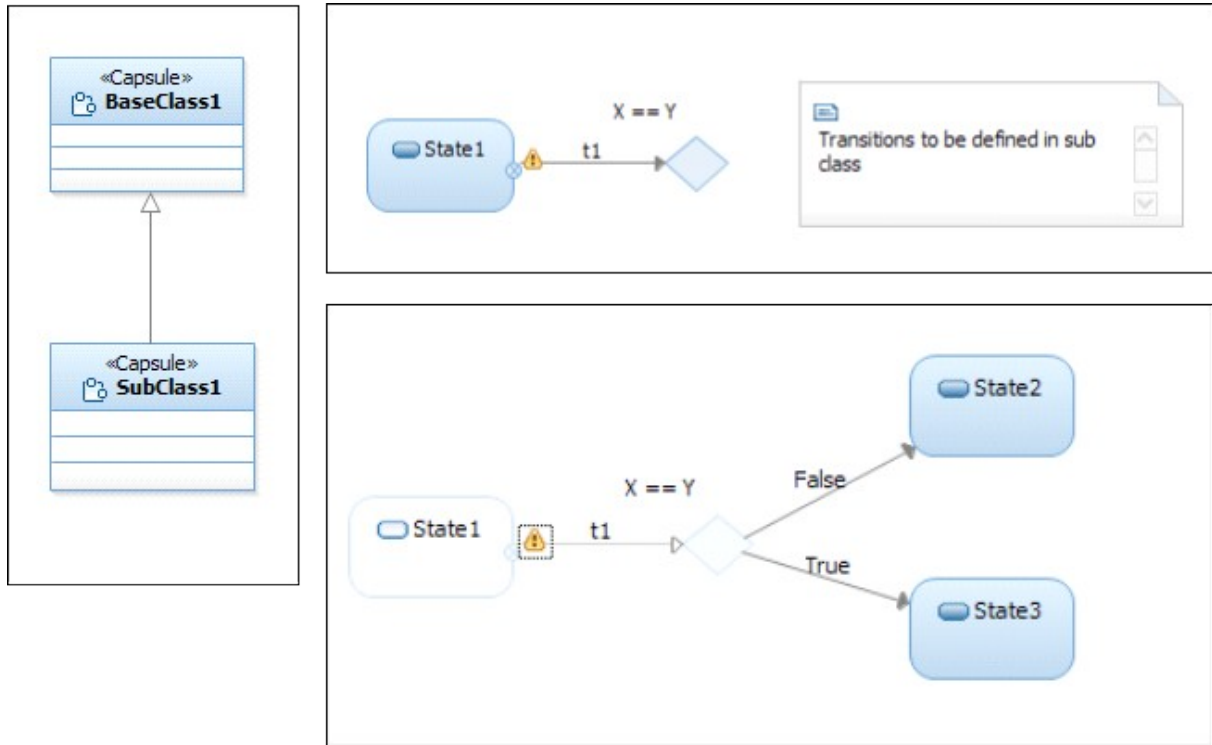 «Capsule»
BaseClass1
«Capsule»
SubClass1
X == Y
State1
t1
Transitions to be defined in sub
class
State2
False
X == Y
State1
t1
True
State3